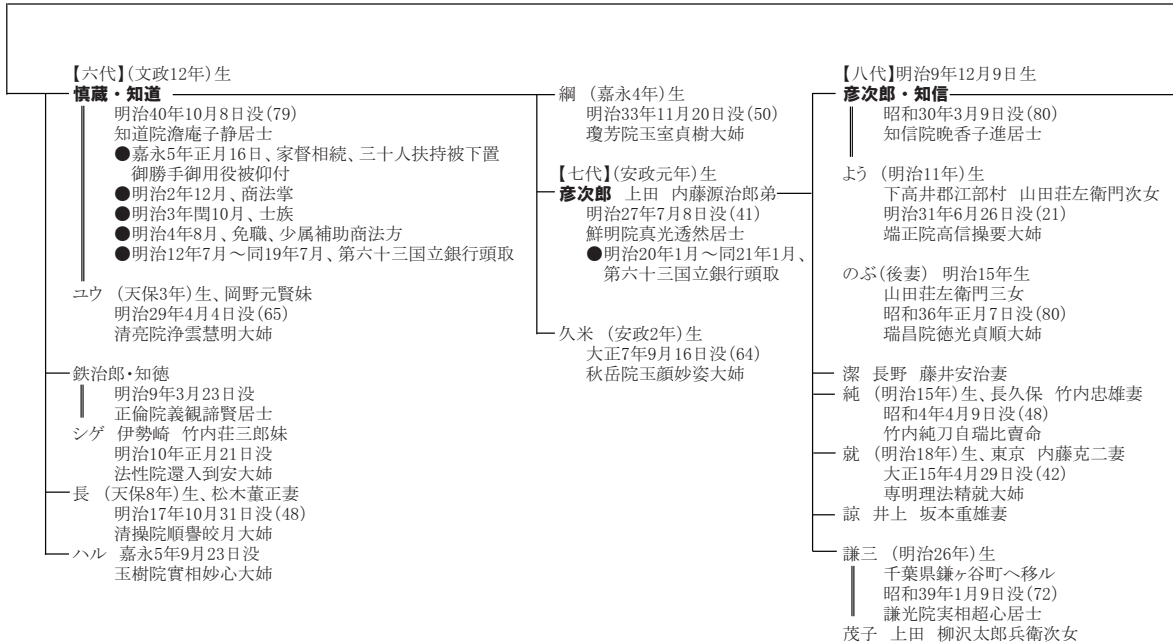 【六代】(文政12年)生
慎蔵・知道
明治40年10月8日没(79)
知道院澹庵子静居士
●嘉永5年正月16日、家督相続、三十人扶持被下置
御勝手御用役被仰付
●明治2年12月、商法掌
●明治3年閏10月、士族
●明治4年8月、免職、少属補助商法方
●明治12年7月～同19年7月、第六十三国立銀行頭取
ユウ (天保3年)生、岡野元賢妹
明治29年4月4日没(65)
清亮院浄雲慧明大姉
鉄治郎・知徳
明治9年3月23日没
正倫院義観諦賢居士
シゲ 伊勢崎 竹内荘三郎妹
明治10年正月21日没
法性院還入到安大姉
長 (天保8年)生、松木董正妻
明治17年10月31日没(48)
清操院順譽皎月大姉
ハル 嘉永5年9月23日没
玉樹院實相妙心大姉
綱 (嘉永4年)生
明治33年11月20日没(50)
瓊芳院玉室貞樹大姉
【七代】(安政元年)生
彦次郎 上田 内藤源治郎弟
明治27年7月8日没(41)
鮮明院真光透然居士
●明治20年1月～同21年1月、
第六十三国立銀行頭取
久米 (安政2年)生
大正7年9月16日没(64)
秋岳院玉顔妙姿大姉
【八代】明治9年12月9日生
彦次郎・知信
昭和30年3月9日没(80)
知信院晩香子進居士
よう (明治11年)生
下高井郡江部村 山田荘左衛門次女
明治31年6月26日没(21)
端正院高信操要大姉
のぶ(後妻) 明治15年生
山田荘左衛門三女
昭和36年正月7日没(80)
瑞昌院徳光貞順大姉
潔 長野 藤井安治妻
純 (明治15年)生、長久保 竹内忠雄妻
昭和4年4月9日没(48)
竹内純刀自瑞比賣命
就 (明治18年)生、東京 内藤克二妻
大正15年4月29日没(42)
専明理法精就大姉
諒 井上 坂本重雄妻
謙三 (明治26年)生
千葉県鎌ヶ谷町へ移ル
昭和39年1月9日没(72)
謙光院実相超心居士
茂子 上田 柳沢太郎兵衛次女